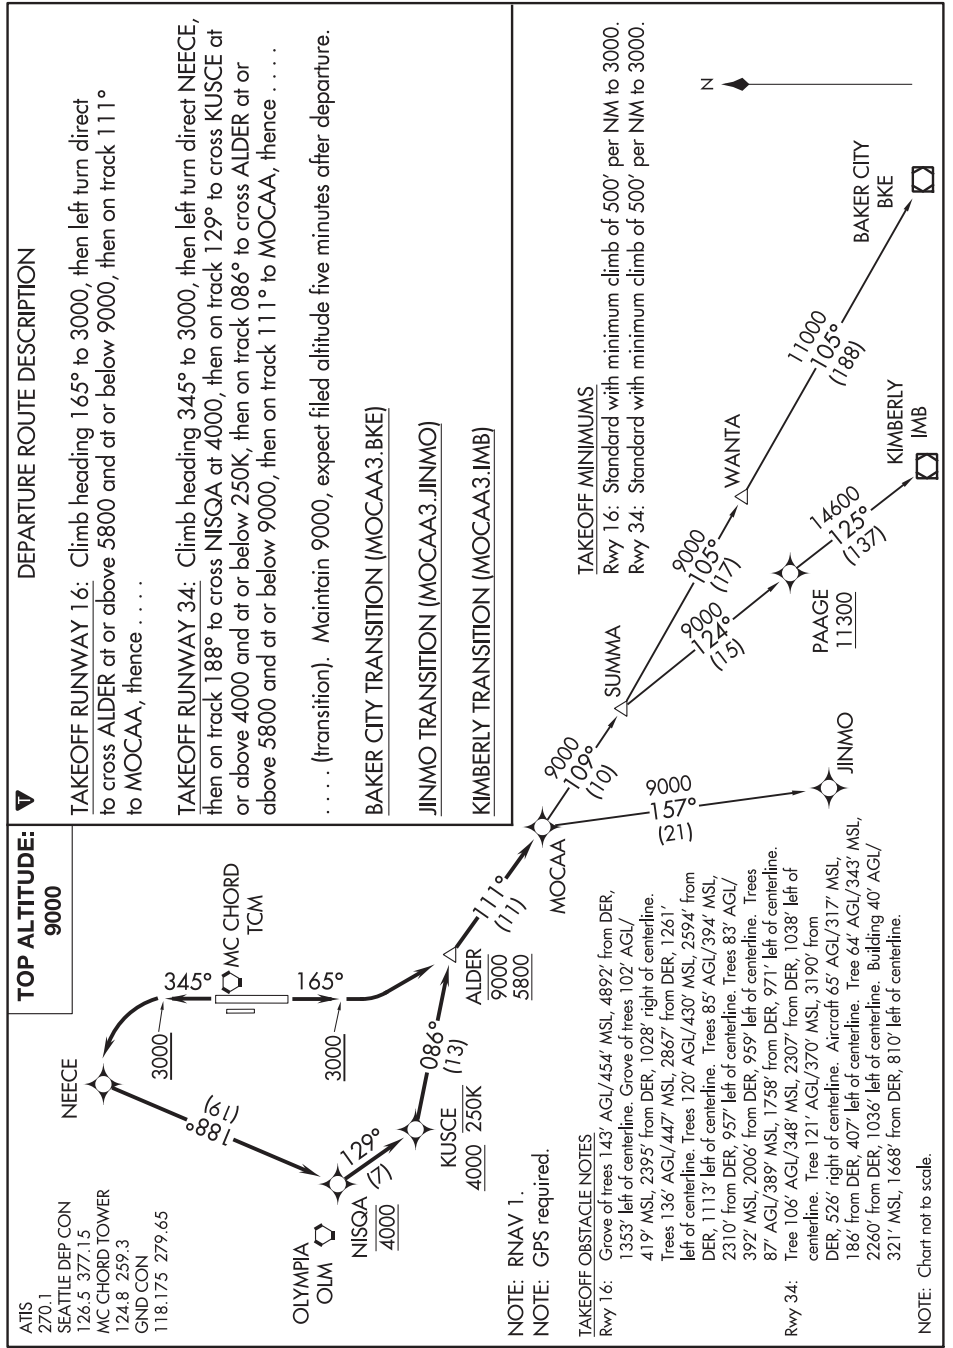 ATIS
270.1
SEATTLE DEP CON
126.5 377.15
MC CHORD TOWER
124.8 259.3
GND CON
118.175 279.65
TOP ALTITUDE:
9000
NEECE
3000
345°
MC CHORD
TCM
165°
3000
188°
(19)
OLYMPIA
OLM
NISQA
4000
129°
(7)
KUSCE
4000 250K
086°
(13)
ALDER
9000
5800
111°
(11)
MOCAA
9000
109°
(10)
9000
157°
(21)
JINMO
SUMMA
9000
105°
(17)
WANTA
9000
124°
(15)
PAAGE
11300
14600
125°
(137)
KIMBERLY
IMB
11000
105°
(188)
BAKER CITY
BKE
N
T
DEPARTURE ROUTE DESCRIPTION
TAKEOFF RUNWAY 16: Climb heading 165° to 3000, then left turn direct
to cross ALDER at or above 5800 and at or below 9000, then on track 111°
to MOCAA, thence . . . .
TAKEOFF RUNWAY 34: Climb heading 345° to 3000, then left turn direct NEECE,
then on track 188° to cross NISQA at 4000, then on track 129° to cross KUSCE at
or above 4000 and at or below 250K, then on track 086° to cross ALDER at or
above 5800 and at or below 9000, then on track 111° to MOCAA, thence . . . .
. . . . (transition). Maintain 9000, expect filed altitude five minutes after departure.
BAKER CITY TRANSITION (MOCAA3.BKE)
JINMO TRANSITION (MOCAA3.JINMO)
KIMBERLY TRANSITION (MOCAA3.IMB)
TAKEOFF MINIMUMS
Rwy 16: Standard with minimum climb of 500' per NM to 3000.
Rwy 34: Standard with minimum climb of 500' per NM to 3000.
NOTE: RNAV 1.
NOTE: GPS required.
TAKEOFF OBSTACLE NOTES
Rwy 16: Grove of trees 143' AGL/454' MSL, 4892' from DER,
1353' left of centerline. Grove of trees 102' AGL/
419' MSL, 2395' from DER, 1028' right of centerline.
Trees 136' AGL/447' MSL, 2867' from DER, 1261'
left of centerline. Trees 120' AGL/430' MSL, 2594' from
DER, 1113' left of centerline. Trees 85' AGL/394' MSL,
2310' from DER, 957' left of centerline. Trees 83' AGL/
392' MSL, 2006' from DER, 959' left of centerline. Trees
87' AGL/389' MSL, 1758' from DER, 971' left of centerline.
Rwy 34: Tree 106' AGL/348' MSL, 2307' from DER, 1038' left of
centerline. Tree 121' AGL/370' MSL, 3190' from
DER, 526' right of centerline. Aircraft 65' AGL/317' MSL,
186' from DER, 407' left of centerline. Tree 64' AGL/343' MSL,
2260' from DER, 1036' left of centerline. Building 40' AGL/
321' MSL, 1668' from DER, 810' left of centerline.
NOTE: Chart not to scale.